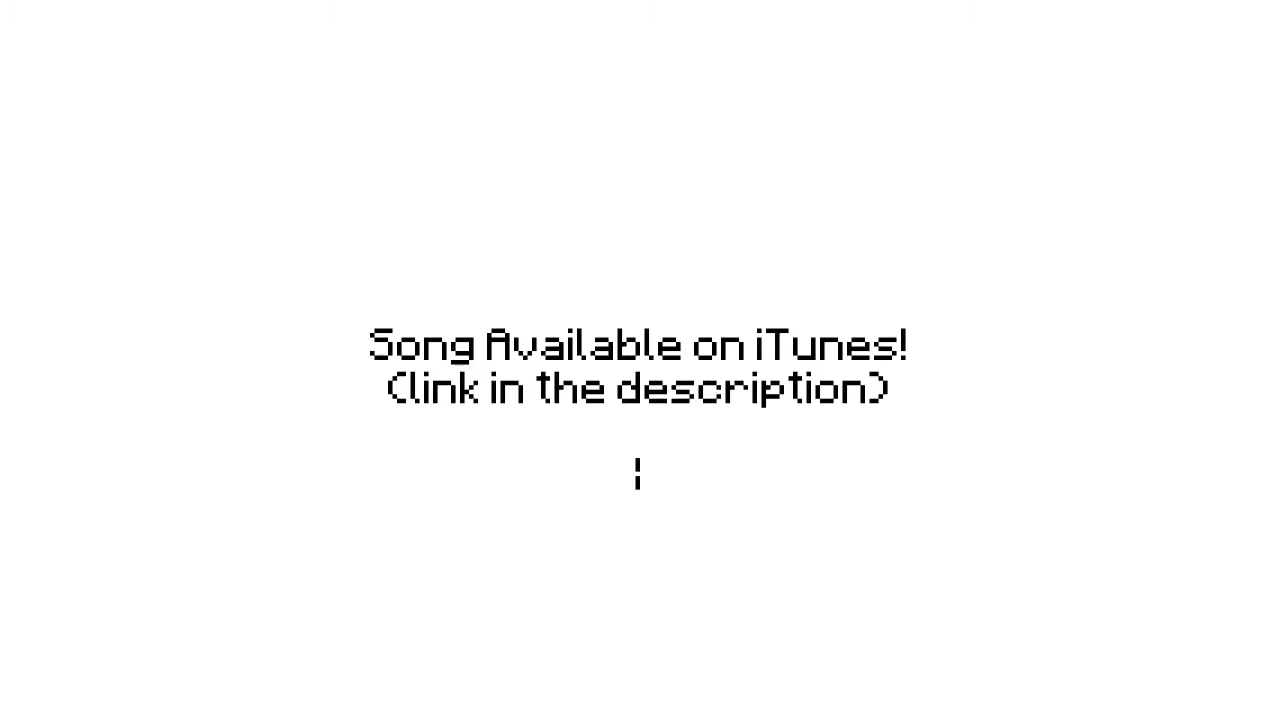 Song Available on iTunes!
(link in the description)
¦